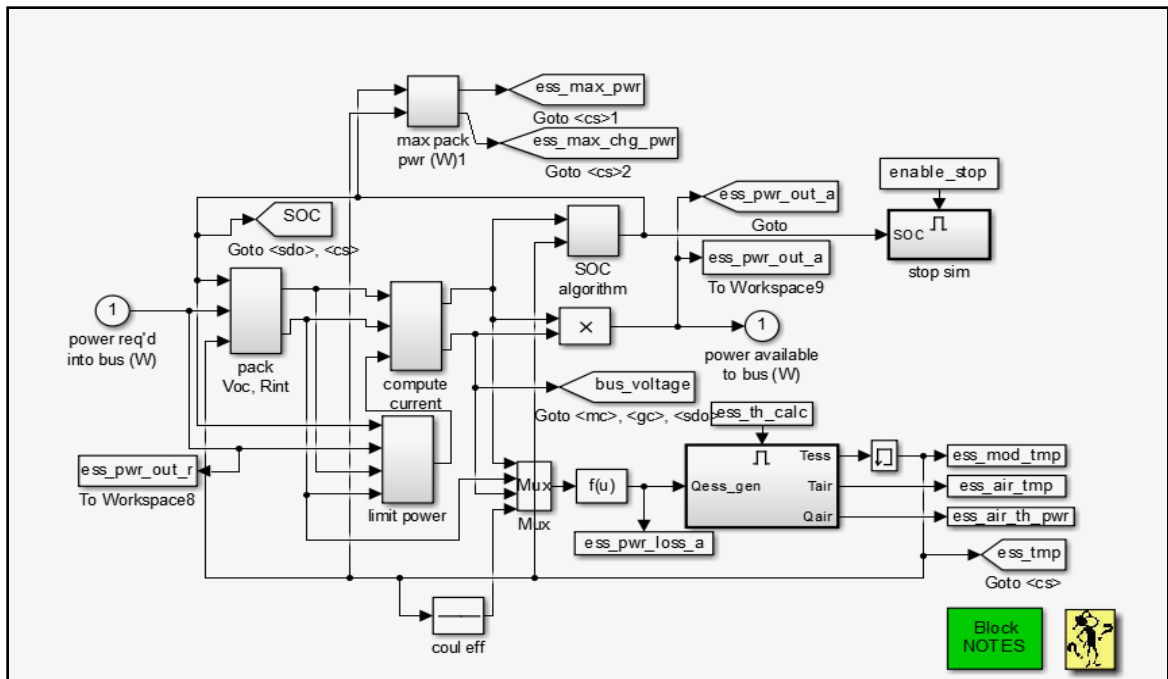 ess_max_pwr
Goto <cs>1
max pack
pwr (W)1
ess_max_chg_pwr
Goto <cs>2
enable_stop
ess_pwr_out_a
Goto
SOC
Goto <sdo>, <cs>
SOC
algorithm
SOC
stop sim
ess_pwr_out_a
To Workspace9
1
power req'd
into bus (W)
pack
Voc, Rint
compute
current
×
1
power available
to bus (W)
bus_voltage
Goto <mc>, <gc>, <sdo>
ess_th_calc
ess_pwr_out_r
To Workspace8
limit power
Mux
Mux
f(u)
ess_pwr_loss_a
Qess_gen
Tess
Tair
Qair
ess_mod_tmp
ess_air_tmp
ess_air_th_pwr
ess_tmp
Goto <cs>
coul eff
Block
NOTES